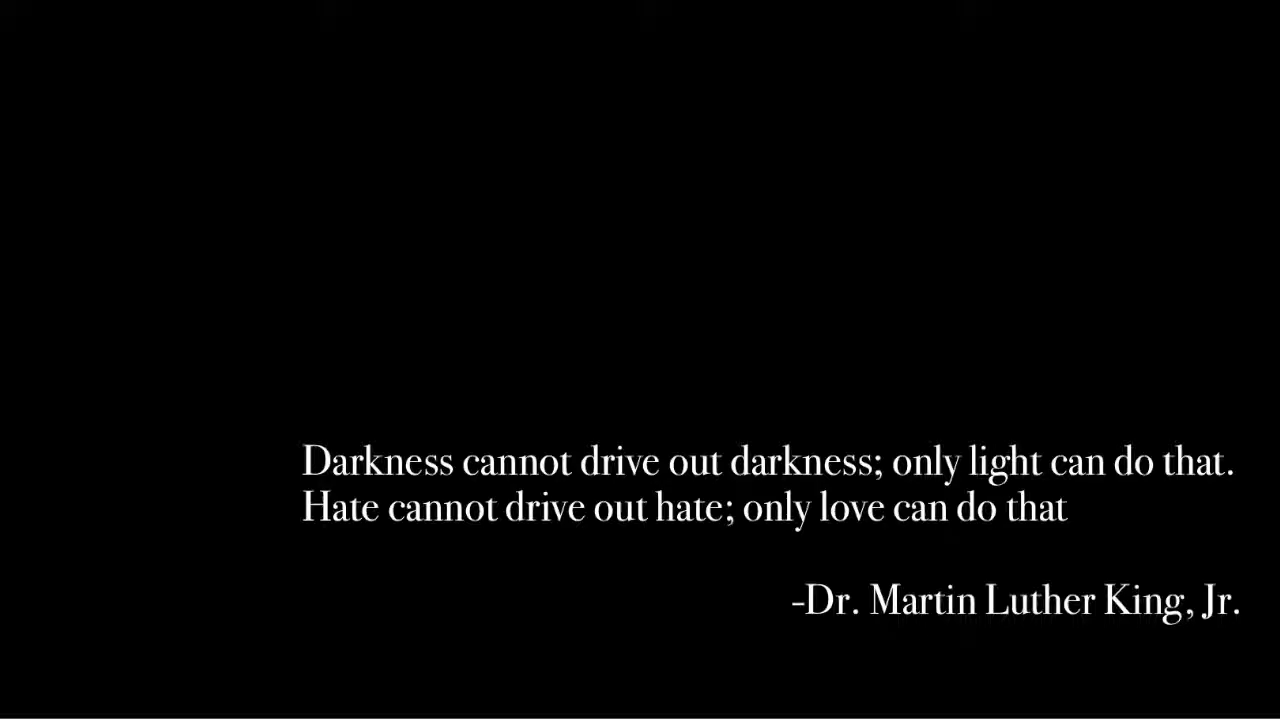 Darkness cannot drive out darkness; only light can do that.
Hate cannot drive out hate; only love can do that
-Dr. Martin Luther King, Jr.